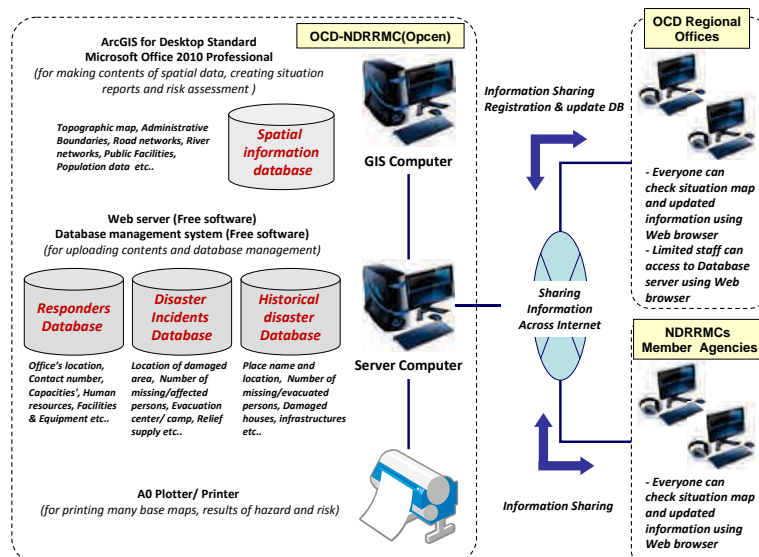 ArcGIS for Desktop Standard
Microsoft Office 2010 Professional
(for making contents of spatial data, creating situation
reports and risk assessment )
OCD-NDRRMC(Opcen)
Topographic map, Administrative
Boundaries, Road networks, River
networks, Public Facilities,
Population data etc..
Spatial
information
database
GIS Computer
Web server (Free software)
Database management system (Free software)
(for uploading contents and database management)
Responders
Database
Disaster
Incidents
Database
Historical
disaster
Database
Office's location,
Contact number,
Capacities', Human
resources, Facilities
& Equipment etc..
Location of damaged
area, Number of
missing/affected
persons, Evacuation
center/ camp, Relief
supply etc..
Place name and
location, Number of
missing/evacuated
persons, Damaged
houses, infrastructures
etc..
Server Computer
A0 Plotter/ Printer
(for printing many base maps, results of hazard and risk)
Information Sharing
Registration & update DB
Sharing
Information
Across Internet
Information Sharing
OCD Regional
Offices
- Everyone can
check situation map
and updated
information using
Web browser
- Limited staff can
access to Database
server using Web
browser
NDRRMCs
Member Agencies
- Everyone can
check situation map
and updated
information using
Web browser